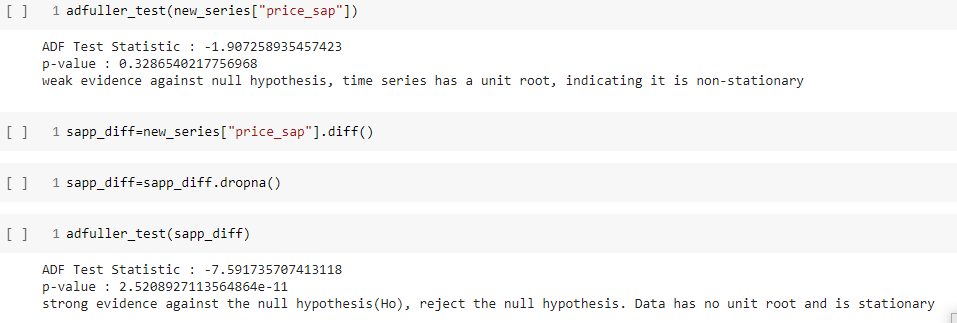 [ ] 1 adfuller_test(new_series["price_sap"])
ADF Test Statistic : -1.907258935457423
p-value : 0.3286540217756968
weak evidence against null hypothesis, time series has a unit root, indicating it is non-stationary
[ ] 1 sapp_diff=new_series["price_sap"].diff()
[ ] 1 sapp_diff=sapp_diff.dropna()
[ ] 1 adfuller_test(sapp_diff)
ADF Test Statistic : -7.591735707413118
p-value : 2.5208927113564864e-11
strong evidence against the null hypothesis(Ho), reject the null hypothesis. Data has no unit root and is stationary